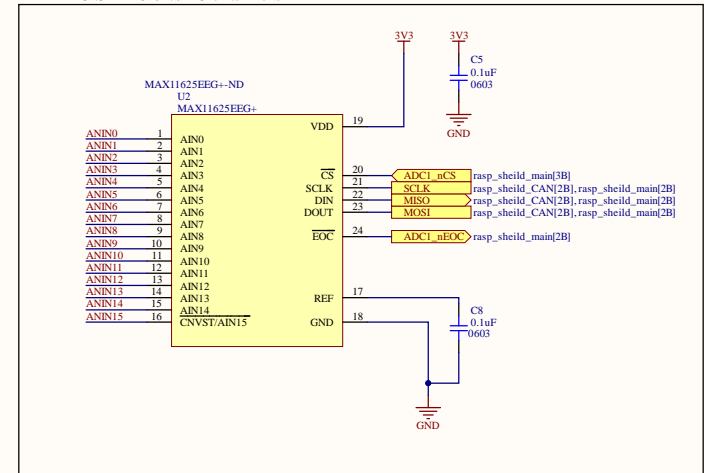 3V3
3V3
C5
0.1uF
0603
GND
MAX11625EEG+-ND
U2
MAX11625EEG+
VDD 19
ANIN0 1 AIN0
ANIN1 2 AIN1
ANIN2 3 AIN2
ANIN3 4 AIN3
ANIN4 5 AIN4
ANIN5 6 AIN5
ANIN6 7 AIN6
ANIN7 8 AIN7
ANIN8 9 AIN8
ANIN9 10 AIN9
ANIN10 11 AIN10
ANIN11 12 AIN11
ANIN12 13 AIN12
ANIN13 14 AIN13
ANIN14 15 AIN14
ANIN15 16 CNVST/AIN15
CS 20 ADC1_nCS rasp_sheild_main[3B]
SCLK 21 SCLK rasp_sheild_CAN[2B], rasp_sheild_main[2B]
DIN 22 MISO rasp_sheild_CAN[2B], rasp_sheild_main[2B]
DOUT 23 MOSI rasp_sheild_CAN[2B], rasp_sheild_main[2B]
EOC 24 ADC1_nEOC rasp_sheild_main[2B]
REF 17
GND 18
C8
0.1uF
0603
GND